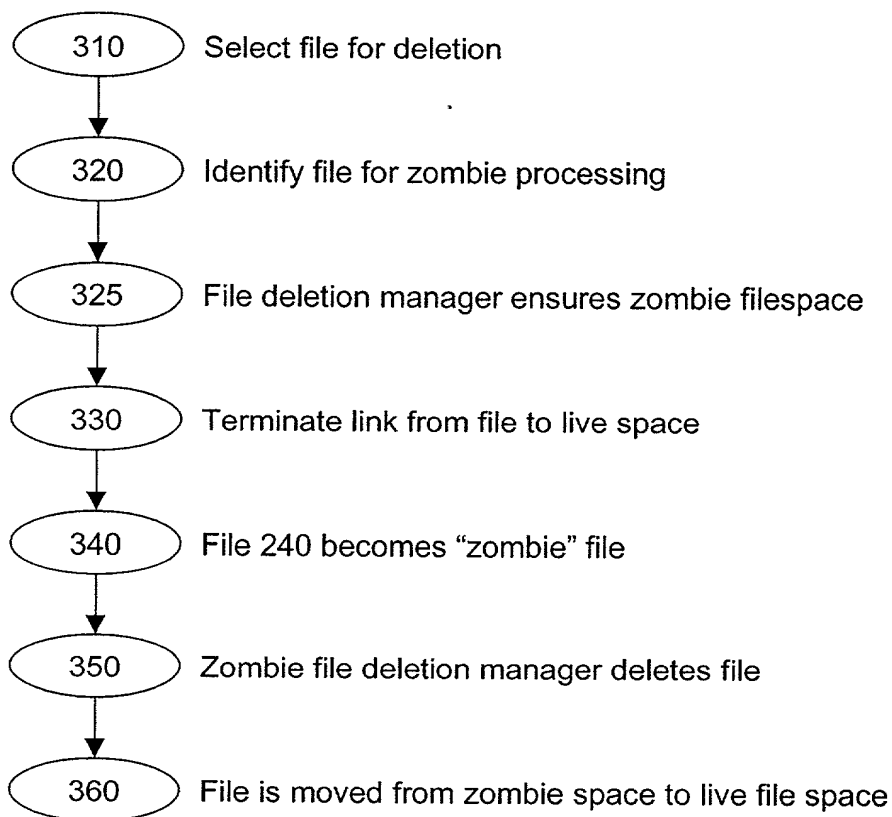 310 Select file for deletion
320 Identify file for zombie processing
325 File deletion manager ensures zombie filespace
330 Terminate link from file to live space
340 File 240 becomes “zombie” file
350 Zombie file deletion manager deletes file
360 File is moved from zombie space to live file space